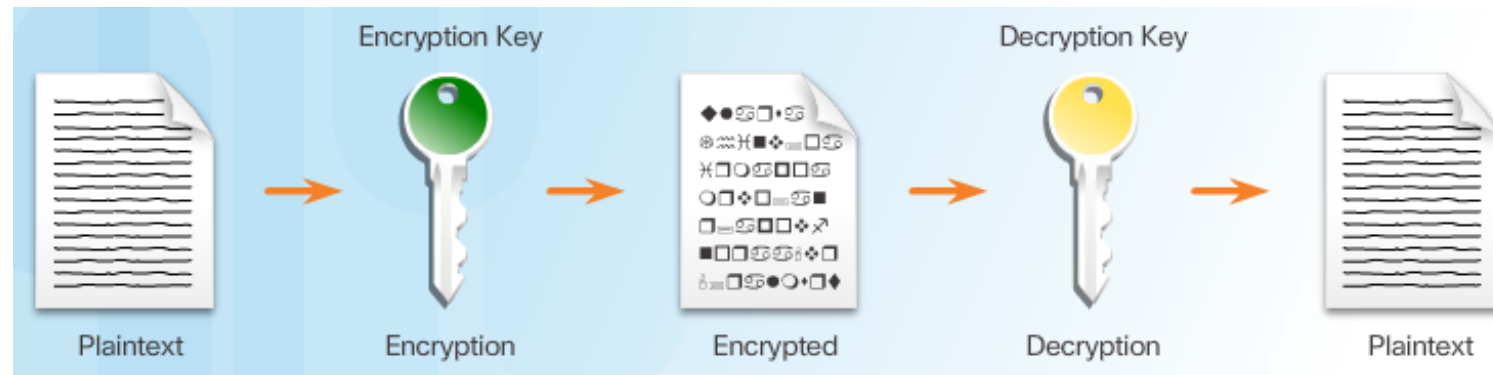 Encryption Key
Decryption Key
Plaintext
Encryption
Encrypted
Decryption
Plaintext